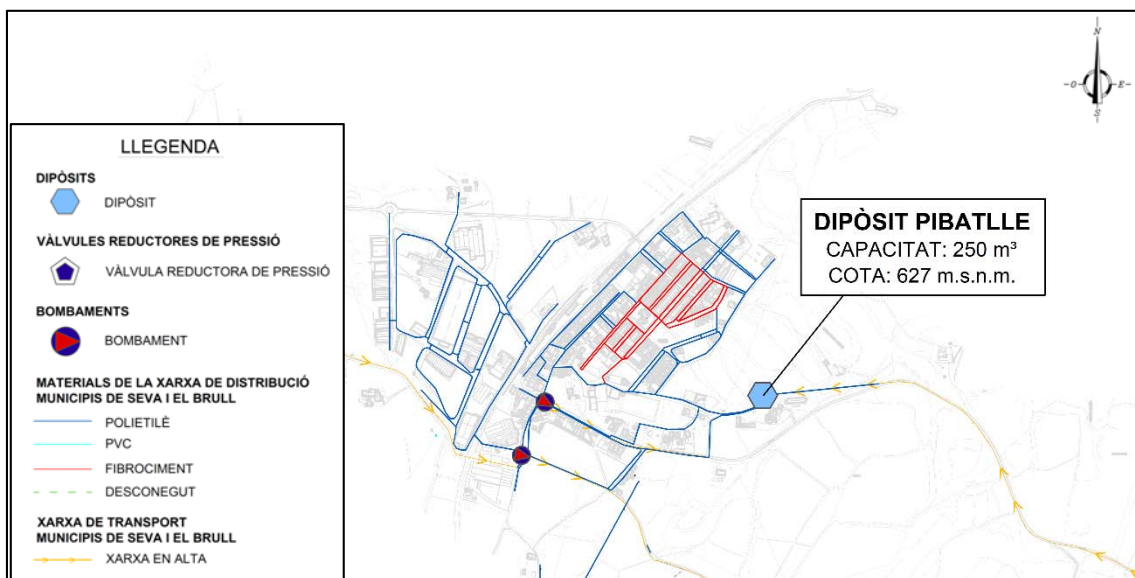 N
O
E
S
LLEGENDA
DIPÒSITS
DIPÒSIT
VÀLVULES REDUCTORES DE PRESSIÓ
VÀLVULA REDUCTORA DE PRESSIÓ
BOMBAMENTS
BOMBAMENT
MATERIALS DE LA XARXA DE DISTRIBUCIÓ
MUNICIPIS DE SEVA I EL BRULL
POLIETILÈ
PVC
FIBROCIMENT
DESCONEGUT
XARXA DE TRANSPORT
MUNICIPIS DE SEVA I EL BRULL
XARXA EN ALTA
DIPÒSIT PIBATLLE
CAPACITAT: 250 m³
COTA: 627 m.s.n.m.